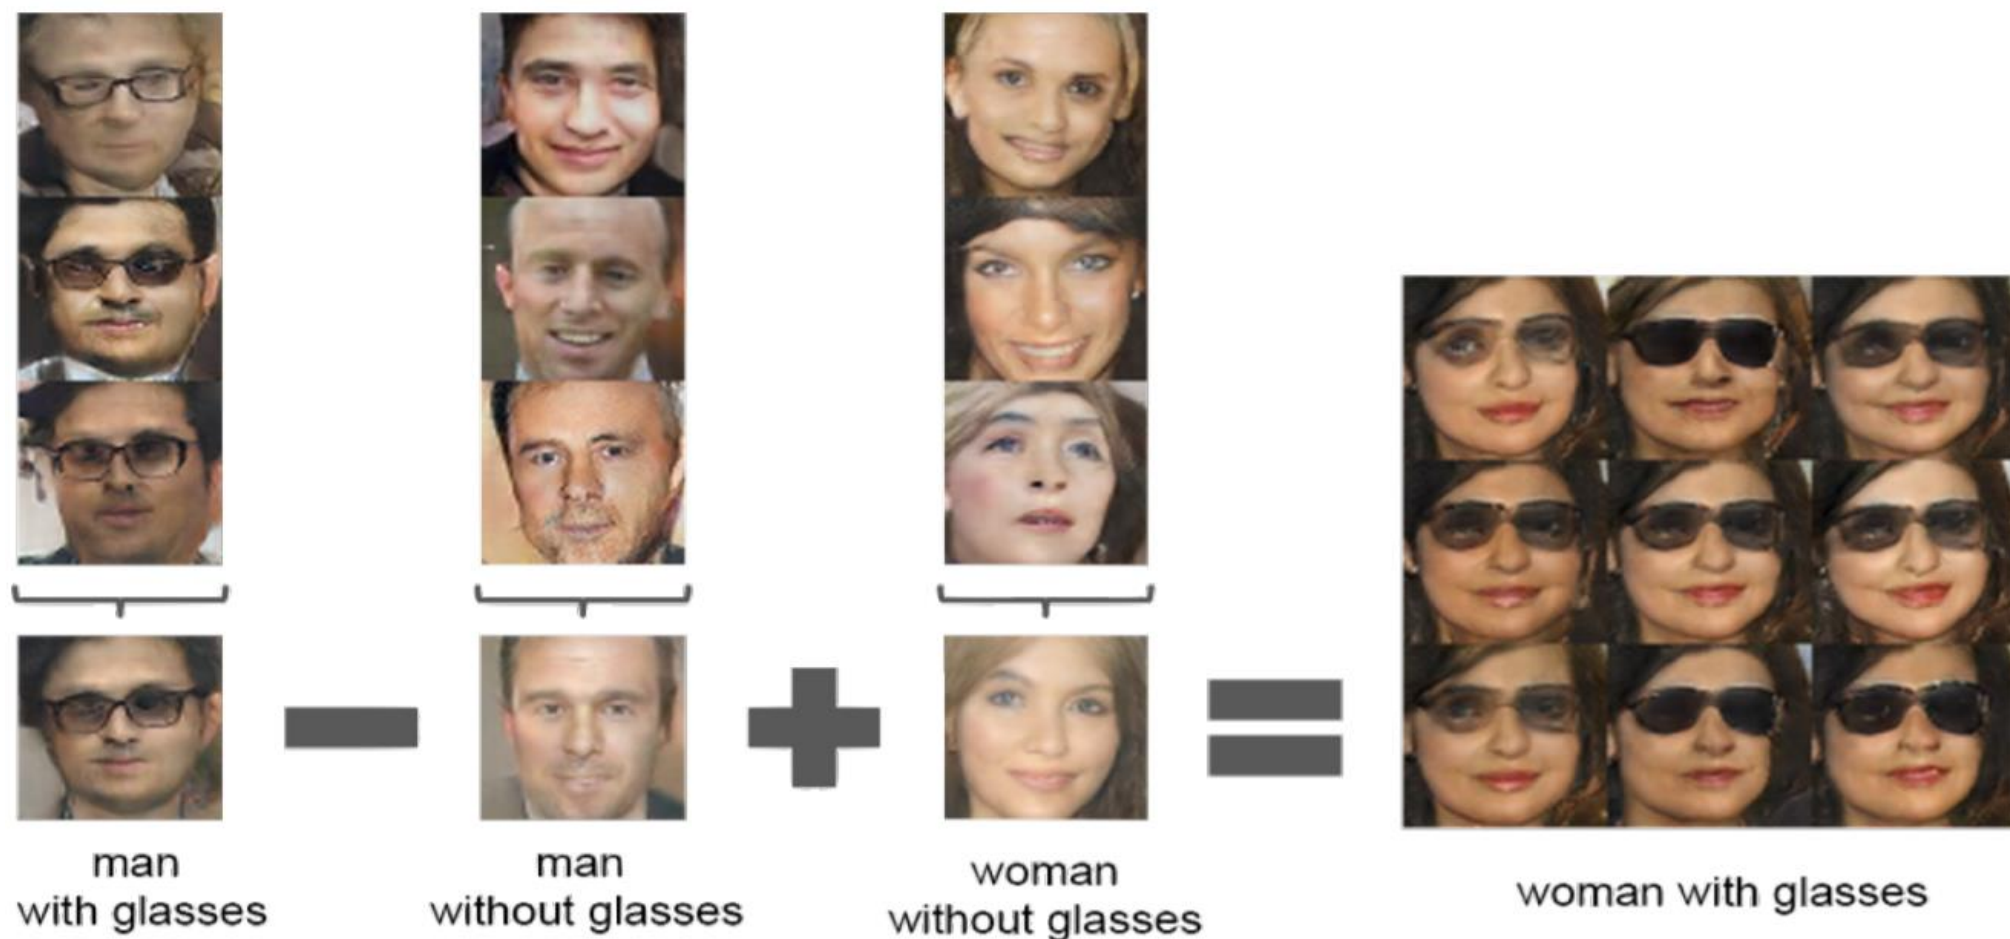 man
with glasses
man
without glasses
woman
without glasses
woman with glasses